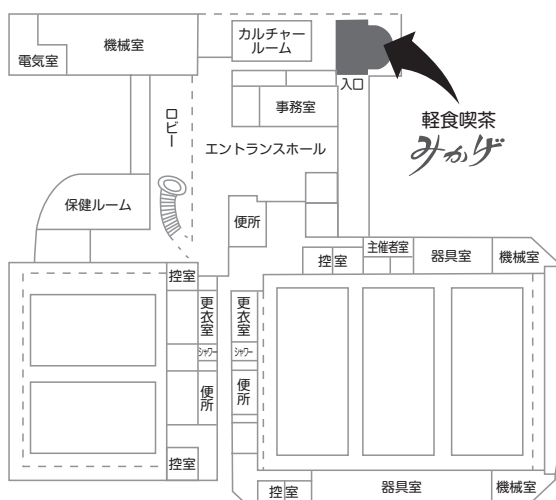 カルチャー
ルーム
機械室
電気室
入口
事務室
ロビー
軽食喫茶
みかげ
エントランスホール
保健ルーム
便所
主催者室
控室
器具室
機械室
控室
更衣室
更衣室
シャワー
シャワー
便所
便所
控室
控室
器具室
機械室